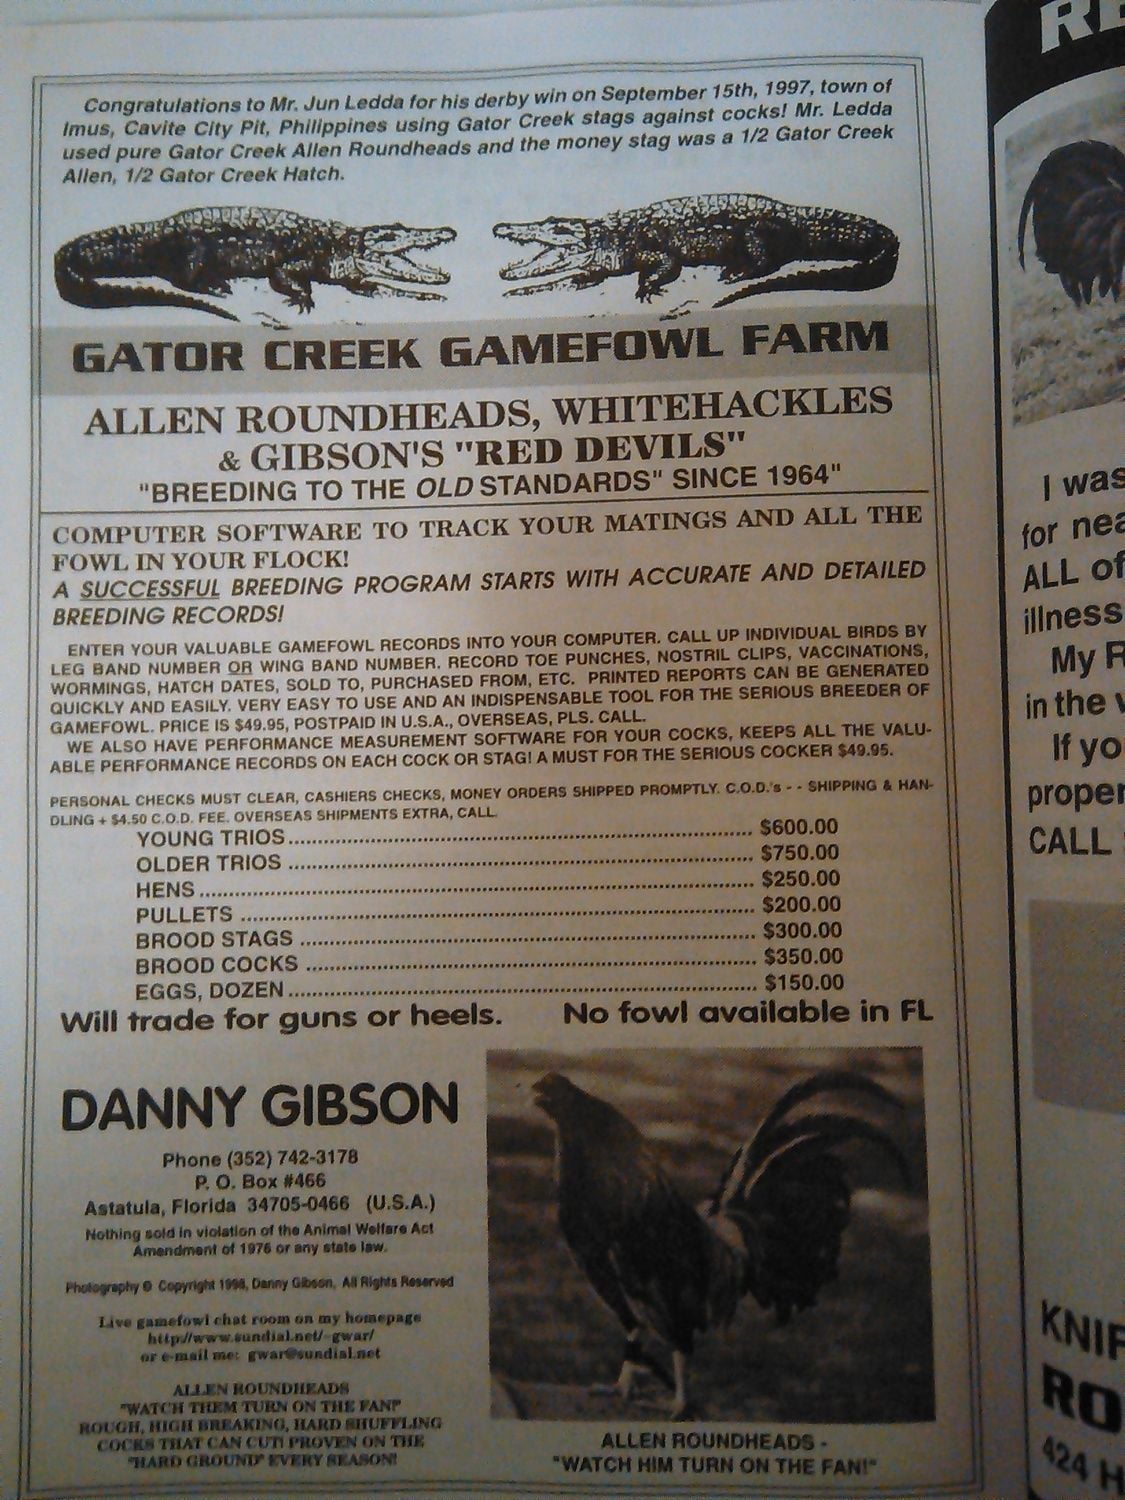 Congratulations to Mr. Jun Ledda for his derby win on September 15th, 1997, town of
Imus, Cavite City Pit, Philippines using Gator Creek stags against cocks! Mr. Ledda
used pure Gator Creek Allen Roundheads and the money stag was a 1/2 Gator Creek
Allen, 1/2 Gator Creek Hatch.
GATOR CREEK GAMEFOWL FARM
ALLEN ROUNDHEADS, WHITEHACKLES
& GIBSON'S "RED DEVILS"
"BREEDING TO THE OLD STANDARDS" SINCE 1964"
COMPUTER SOFTWARE TO TRACK YOUR MATINGS AND ALL THE
FOWL IN YOUR FLOCK!
A SUCCESSFUL BREEDING PROGRAM STARTS WITH ACCURATE AND DETAILED
BREEDING RECORDS!
ENTER YOUR VALUABLE GAMEFOWL RECORDS INTO YOUR COMPUTER. CALL UP INDIVIDUAL BIRDS BY
LEG BAND NUMBER OR WING BAND NUMBER. RECORD TOE PUNCHES, NOSTRIL CLIPS, VACCINATIONS,
WORMINGS, HATCH DATES, SOLD TO, PURCHASED FROM, ETC. PRINTED REPORTS CAN BE GENERATED
QUICKLY AND EASILY. VERY EASY TO USE AND AN INDISPENSABLE TOOL FOR THE SERIOUS BREEDER OF
GAMEFOWL. PRICE IS $49.95, POSTPAID IN U.S.A., OVERSEAS, PLS. CALL.
WE ALSO HAVE PERFORMANCE MEASUREMENT SOFTWARE FOR YOUR COCKS, KEEPS ALL THE VALU-
ABLE PERFORMANCE RECORDS ON EACH COCK OR STAG! A MUST FOR THE SERIOUS COCKER $49.95.
PERSONAL CHECKS MUST CLEAR, CASHIERS CHECKS, MONEY ORDERS SHIPPED PROMPTLY. C.O.D.'s - - SHIPPING & HAN-
DLING + $4.50 C.O.D. FEE. OVERSEAS SHIPMENTS EXTRA, CALL.
YOUNG TRIOS........ $600.00
OLDER TRIOS ........ $750.00
HENS ........ $250.00
PULLETS ........ $200.00
BROOD STAGS ........ $300.00
BROOD COCKS ........ $350.00
EGGS, DOZEN........ $150.00
Will trade for guns or heels. No fowl available in FL
DANNY GIBSON
Phone (352) 742-3178
P. O. Box #466
Astatula, Florida 34705-0466 (U.S.A.)
Nothing sold in violation of the Animal Welfare Act
Amendment of 1976 or any state law.
Photography © Copyright 1998, Danny Gibson, All Rights Reserved
Live gamefowl chat room on my homepage
http://www.sundial.net/~gwar/
or e-mail me: gwar@sundial.net
ALLEN ROUNDHEADS
"WATCH THEM TURN ON THE FAN!"
ROUGH, HIGH BREAKING, HARD SHUFFLING
COCKS THAT CAN CUT! PROVEN ON THE
"HARD GROUND" EVERY SEASON!
ALLEN ROUNDHEADS -
"WATCH HIM TURN ON THE FAN!"
RE
I was
for nea
ALL of
illness
My R
in the
If yo
proper
CALL
KNIF
RO
424 H